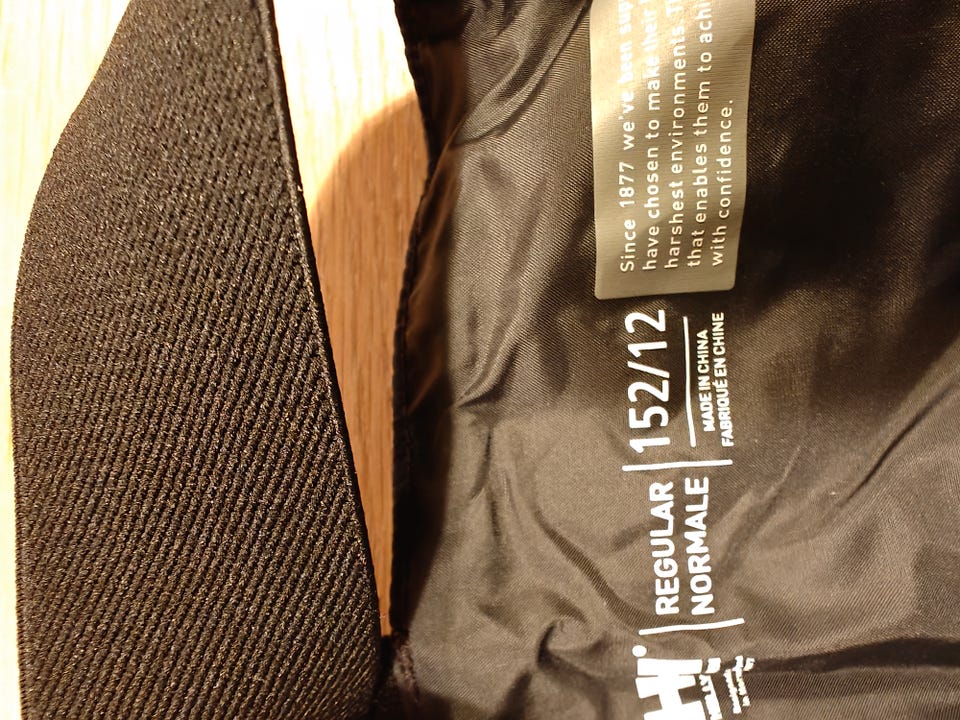 Since 1877 we've been
have chosen to make their
harshest environments.
that enables them to
with confidence.
HH
REGULAR
NORMALE
152/12
MADE IN CHINA
FABRIQUÉ EN CHINE